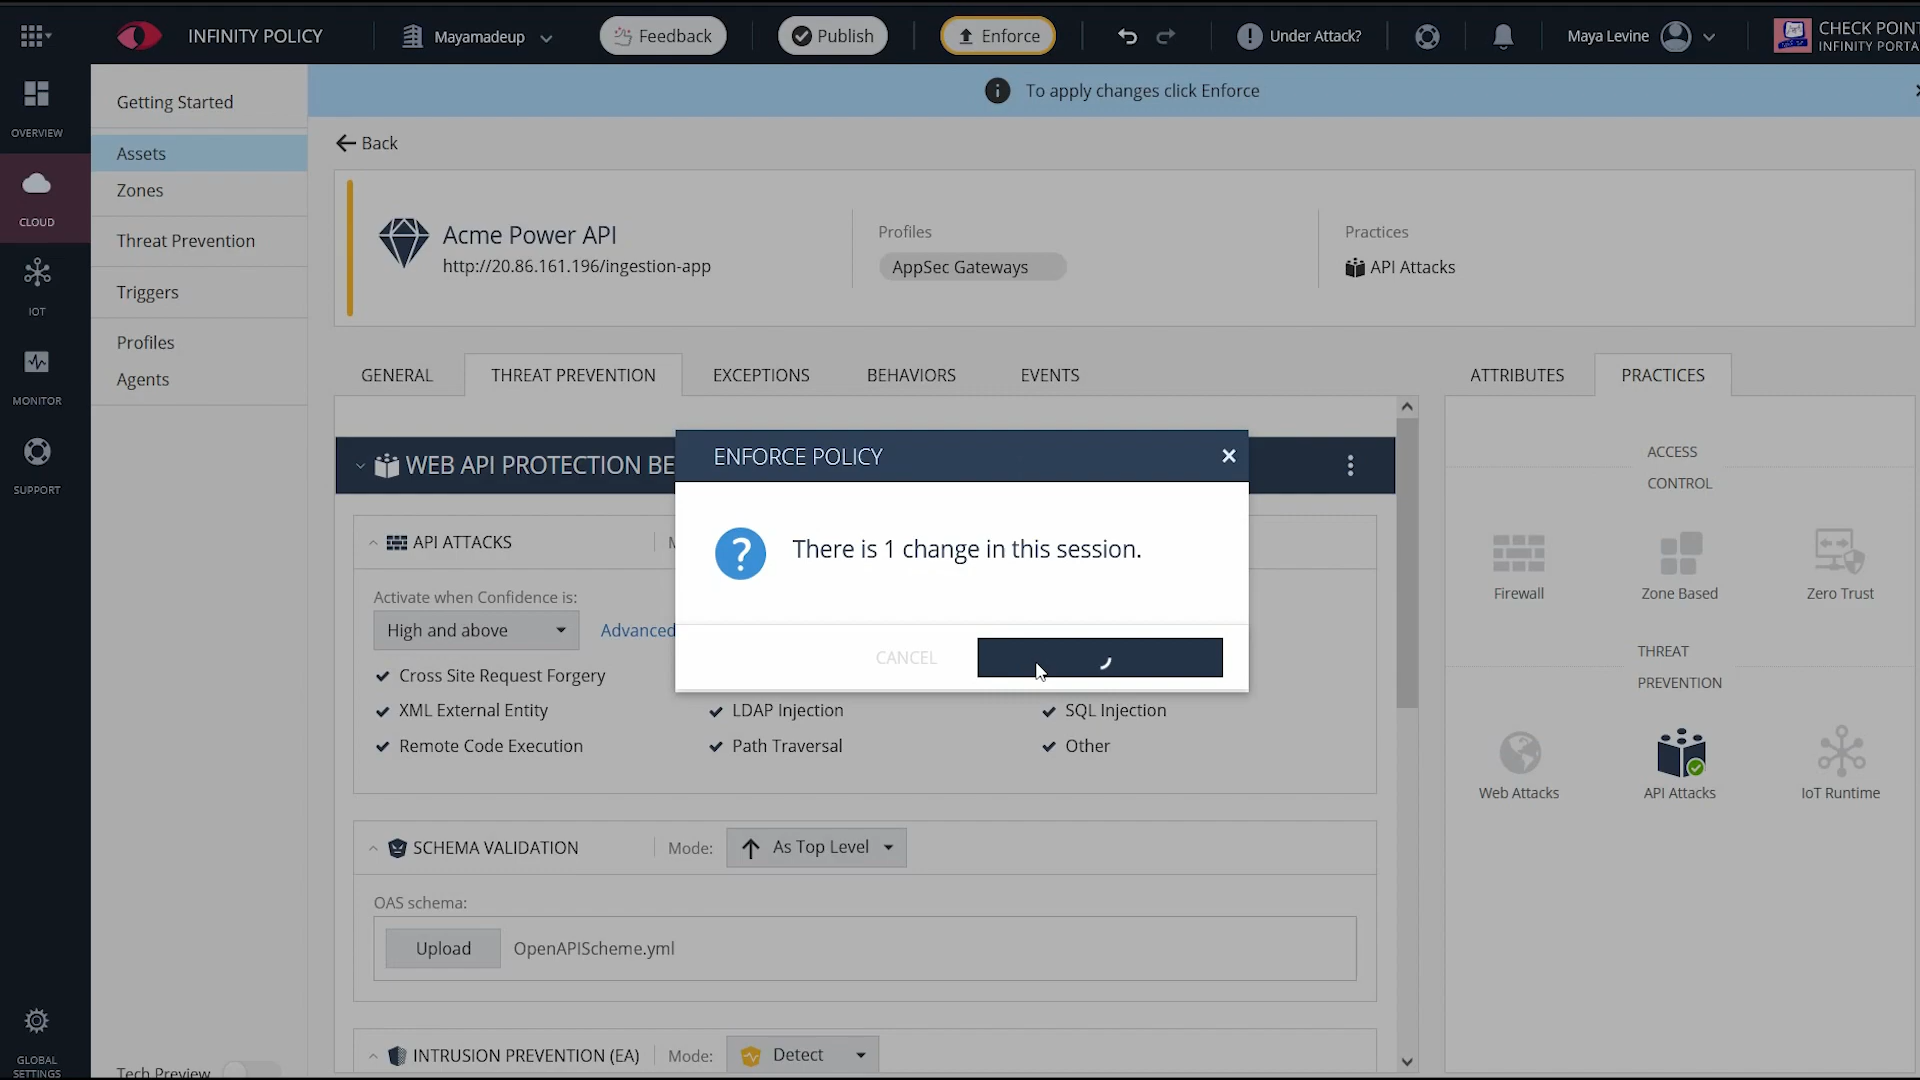 INFINITY POLICY
Mayamadeup
Feedback
Publish
Enforce
Under Attack?
Maya Levine
CHECK POINT
INFINITY PORTA
OVERVIEW
CLOUD
IOT
MONITOR
SUPPORT
GLOBAL
SETTINGS
Getting Started
Assets
Zones
Threat Prevention
Triggers
Profiles
Agents
Tech Preview
To apply changes click Enforce
Back
Acme Power API
http://20.86.161.196/ingestion-app
Profiles
AppSec Gateways
Practices
API Attacks
GENERAL
THREAT PREVENTION
EXCEPTIONS
BEHAVIORS
EVENTS
WEB API PROTECTION BE
API ATTACKS
M
Activate when Confidence is:
High and above
Advanced
Cross Site Request Forgery
XML External Entity
LDAP Injection
SQL Injection
Remote Code Execution
Path Traversal
Other
SCHEMA VALIDATION
Mode:
As Top Level
OAS schema:
Upload
OpenAPIScheme.yml
INTRUSION PREVENTION (EA)
Mode:
Detect
ENFORCE POLICY
There is 1 change in this session.
CANCEL
ATTRIBUTES
PRACTICES
ACCESS
CONTROL
Firewall
Zone Based
Zero Trust
THREAT
PREVENTION
Web Attacks
API Attacks
IoT Runtime